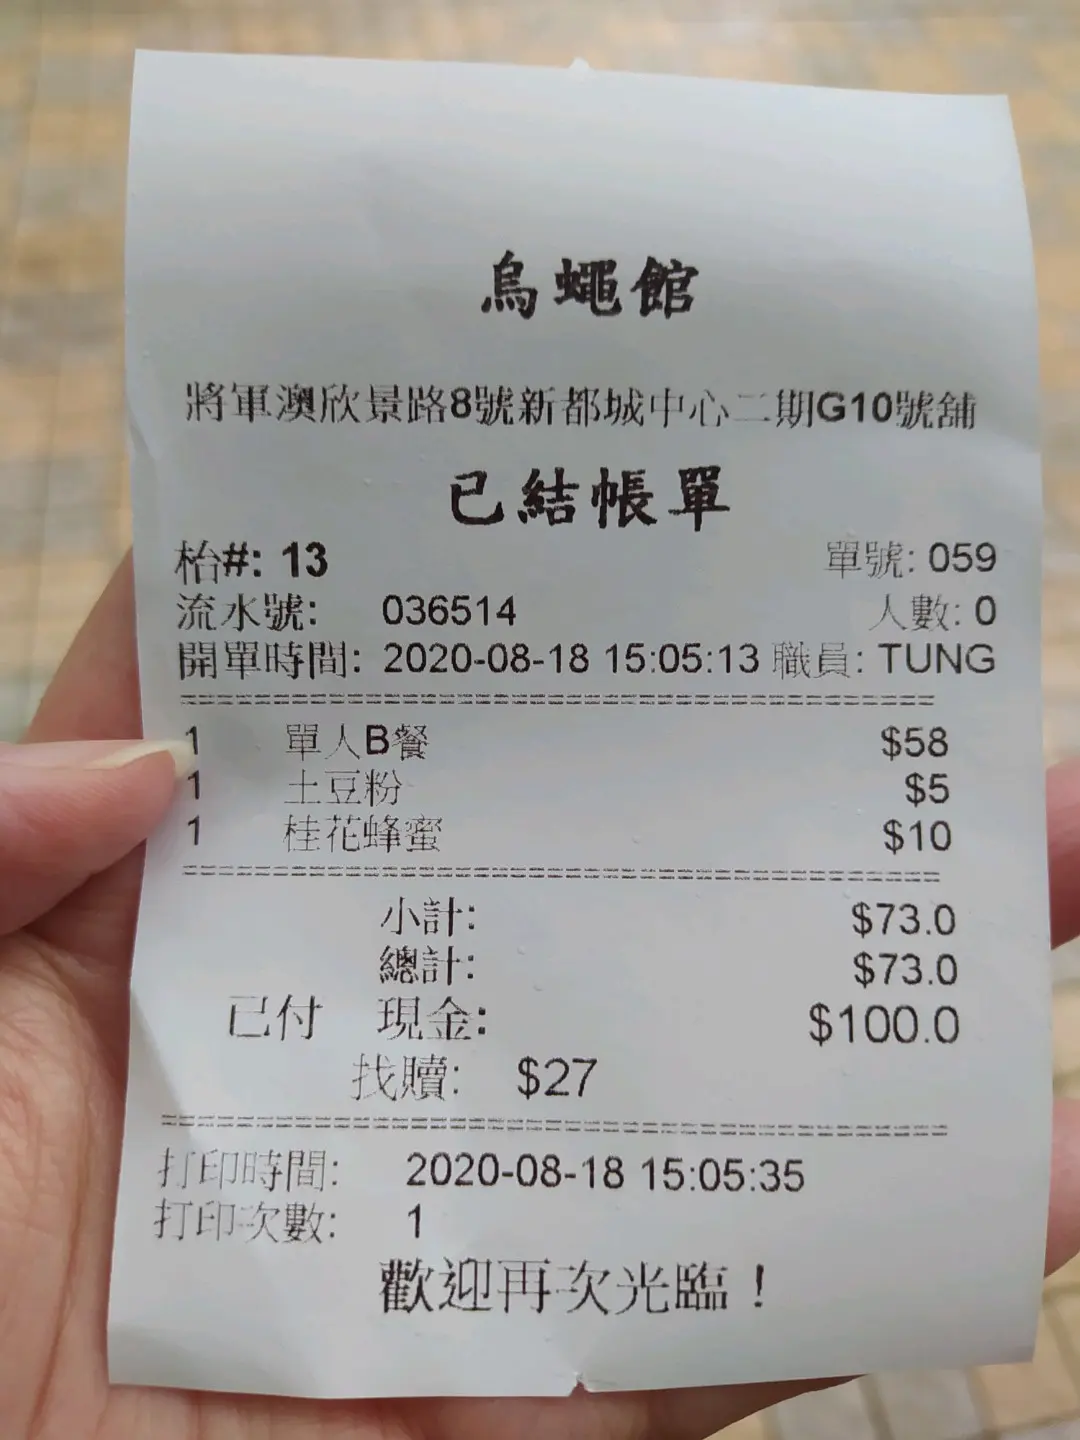 烏蠅館
將軍澳欣景路8號新都城中心二期G10號舖
已結帳單
枱#: 13 單號: 059
流水號: 036514 人數: 0
開單時間: 2020-08-18 15:05:13 職員: TUNG
1 單人B餐 $58
1 土豆粉 $5
1 桂花蜂蜜 $10
小計: $73.0
總計: $73.0
已付 現金: $100.0
找贖: $27
打印時間: 2020-08-18 15:05:35
打印次數: 1
歡迎再次光臨！